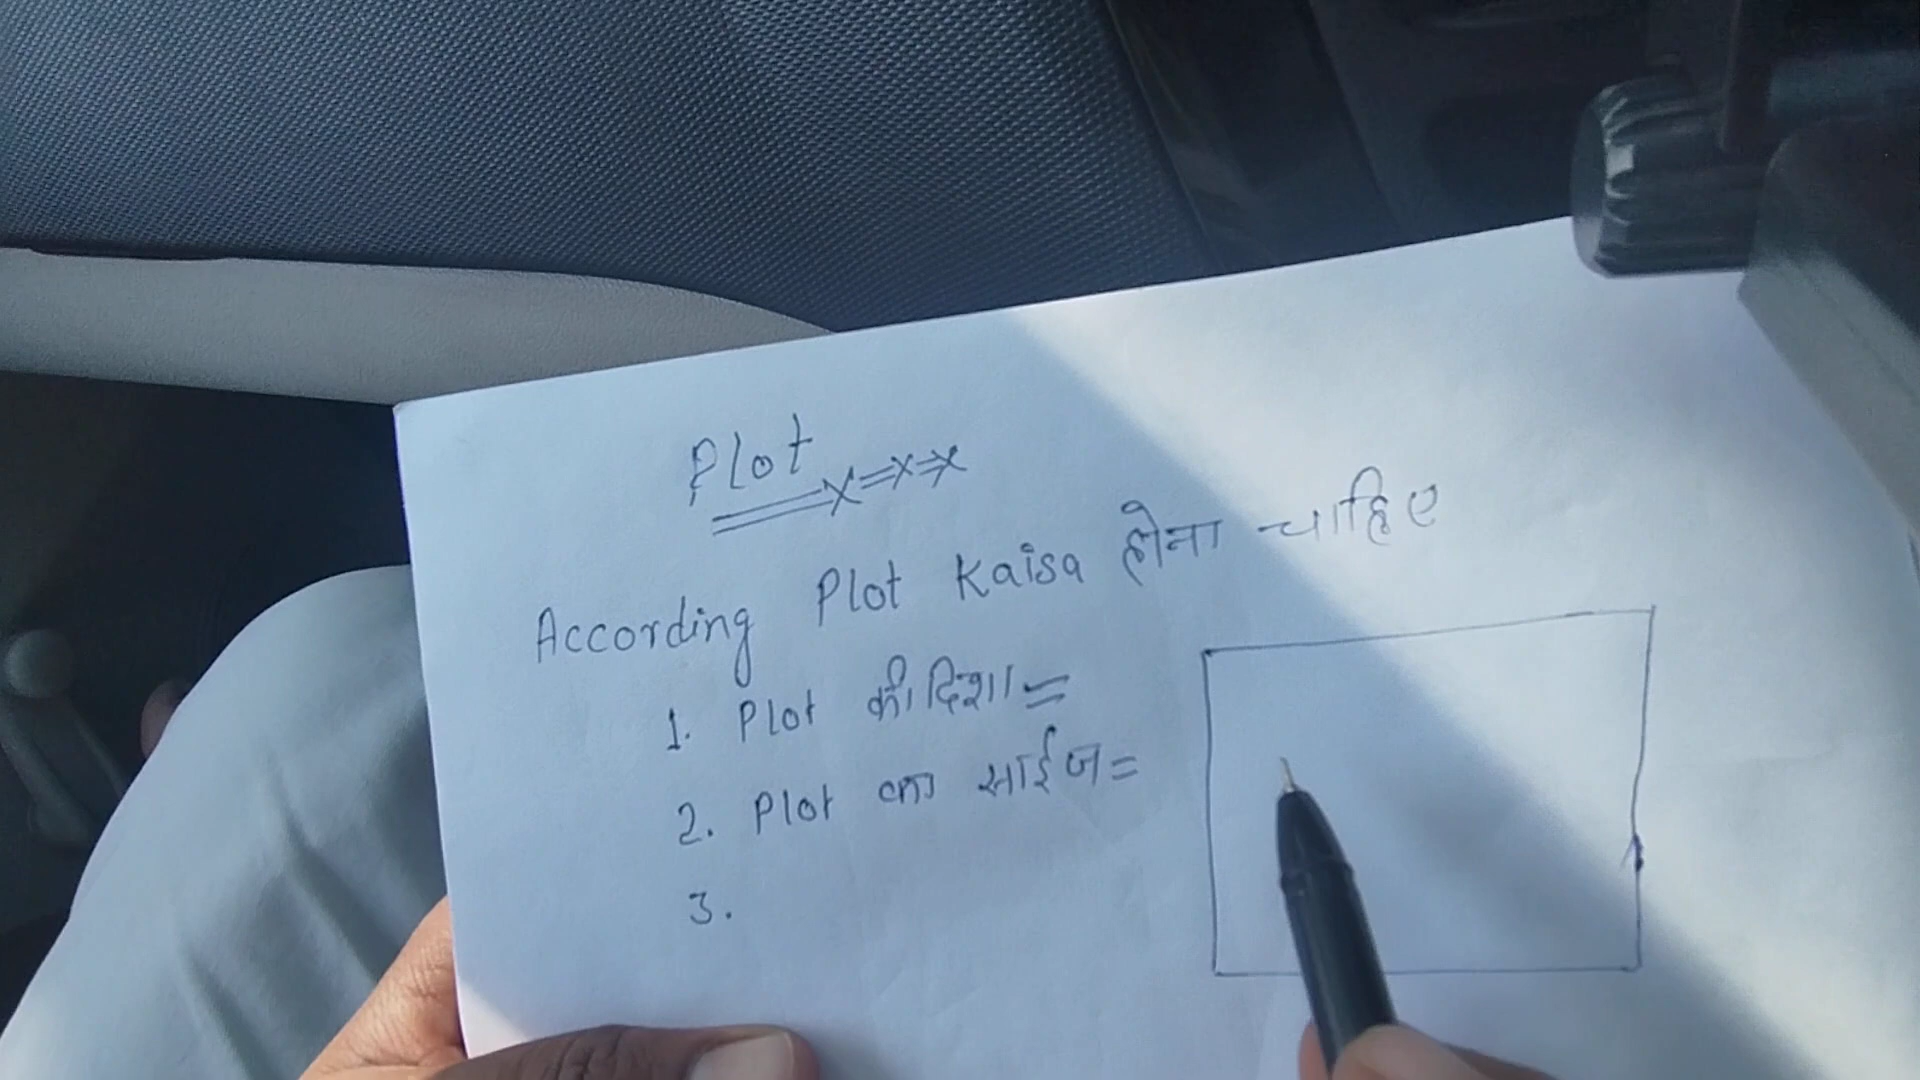 Plot
According Plot Kaisa होना चाहिए
1. Plot की दिशा =
2. Plot का साईज =
3.